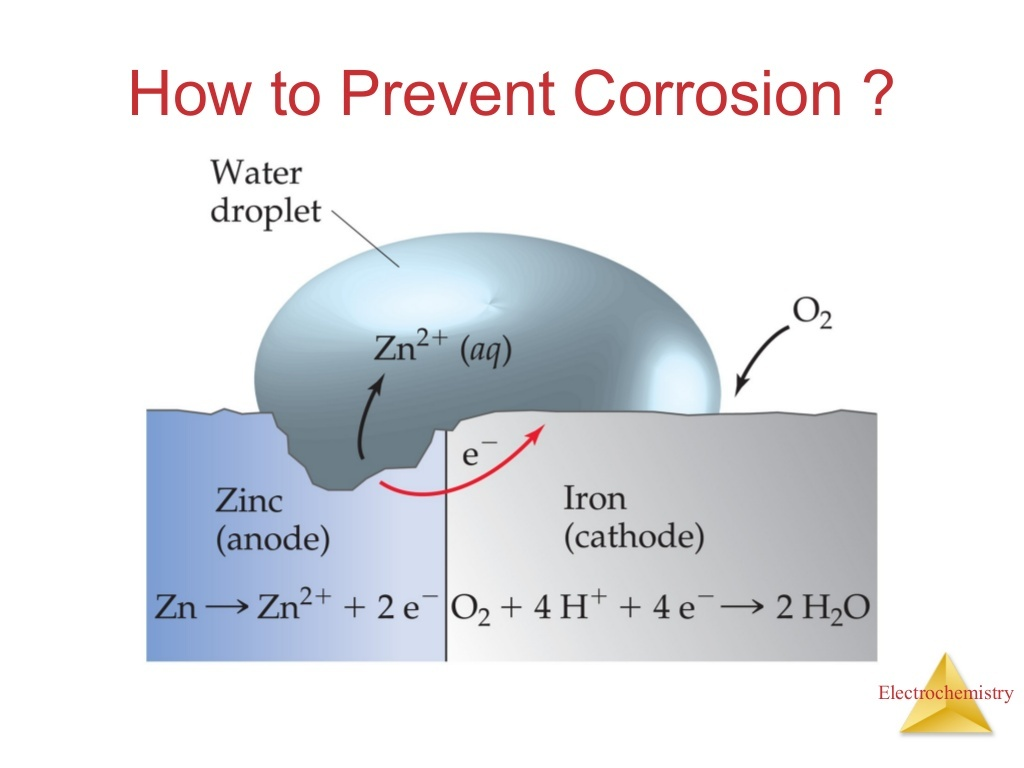 How to Prevent Corrosion ?
Water
droplet
O₂
Zn²⁺ (aq)
e⁻
Zinc
(anode)
Iron
(cathode)
Zn → Zn²⁺ + 2 e⁻
O₂ + 4 H⁺ + 4 e⁻ → 2 H₂O
Electrochemistry